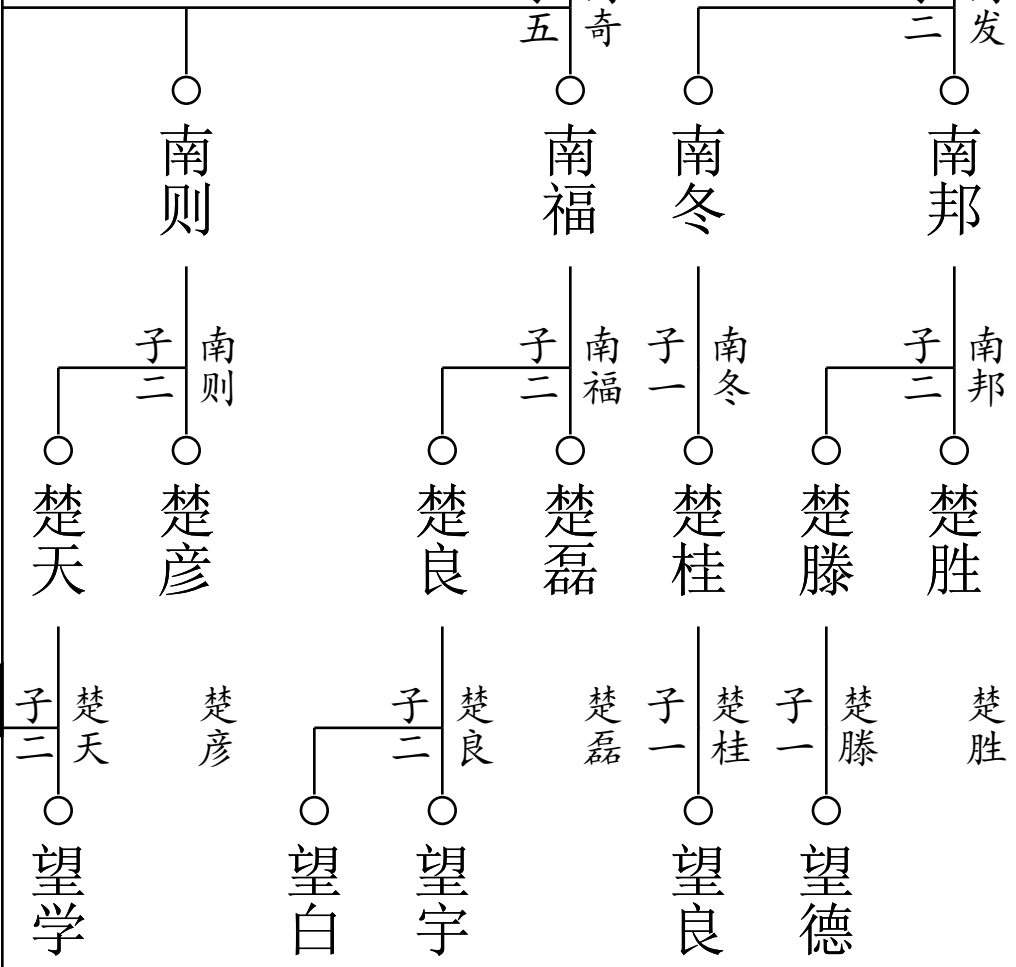 五
奇
二
发
南则
南福
南冬
南邦
子二
南则
子二
南福
子一
南冬
子二
南邦
楚天
楚彦
楚良
楚磊
楚桂
楚滕
楚胜
子二
楚天
楚彦
子二
楚良
楚磊
子一
楚桂
子一
楚滕
楚胜
望学
望白
望宇
望良
望德